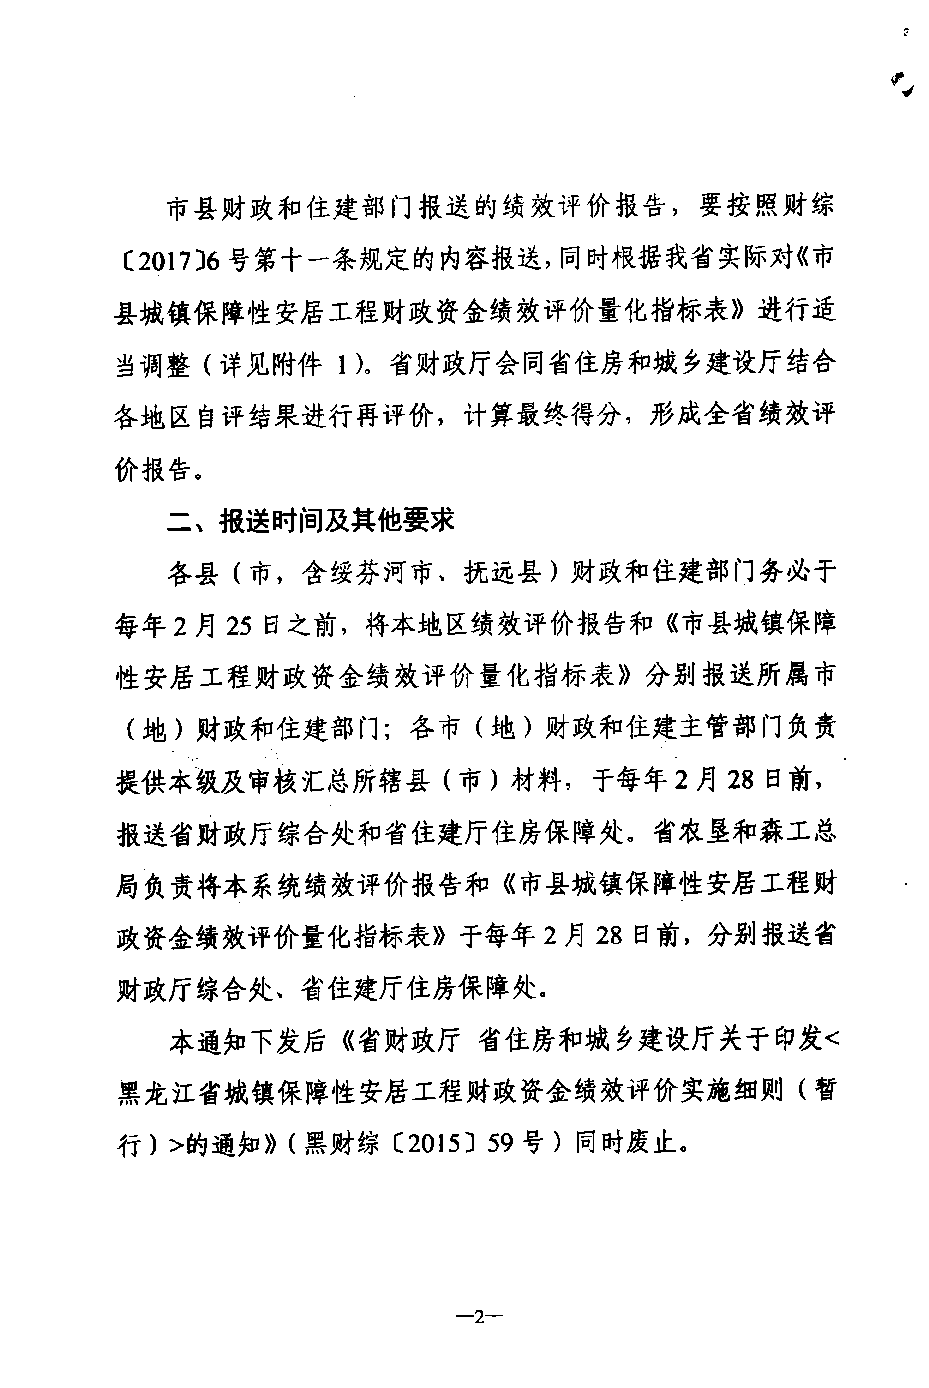 市县财政和住建部门报送的绩效评价报告，要按照财综
〔2017〕6 号第十一条规定的内容报送，同时根据我省实际对《市
县城镇保障性安居工程财政资金绩效评价量化指标表》进行适
当调整（详见附件 1）。省财政厅会同省住房和城乡建设厅结合
各地区自评结果进行再评价，计算最终得分，形成全省绩效评
价报告。
二、报送时间及其他要求
各县（市，含绥芬河市、抚远县）财政和住建部门务必于
每年 2 月 25 日之前，将本地区绩效评价报告和《市县城镇保障
性安居工程财政资金绩效评价量化指标表》分别报送所属市
（地）财政和住建部门；各市（地）财政和住建主管部门负责
提供本级及审核汇总所辖县（市）材料，于每年 2 月 28 日前，
报送省财政厅综合处和省住建厅住房保障处。省农垦和森工总
局负责将本系统绩效评价报告和《市县城镇保障性安居工程财
政资金绩效评价量化指标表》于每年 2 月 28 日前，分别报送省
财政厅综合处、省住建厅住房保障处。
本通知下发后《省财政厅 省住房和城乡建设厅关于印发<
黑龙江省城镇保障性安居工程财政资金绩效评价实施细则（暂
行）>的通知》（黑财综〔2015〕59 号）同时废止。
—2—